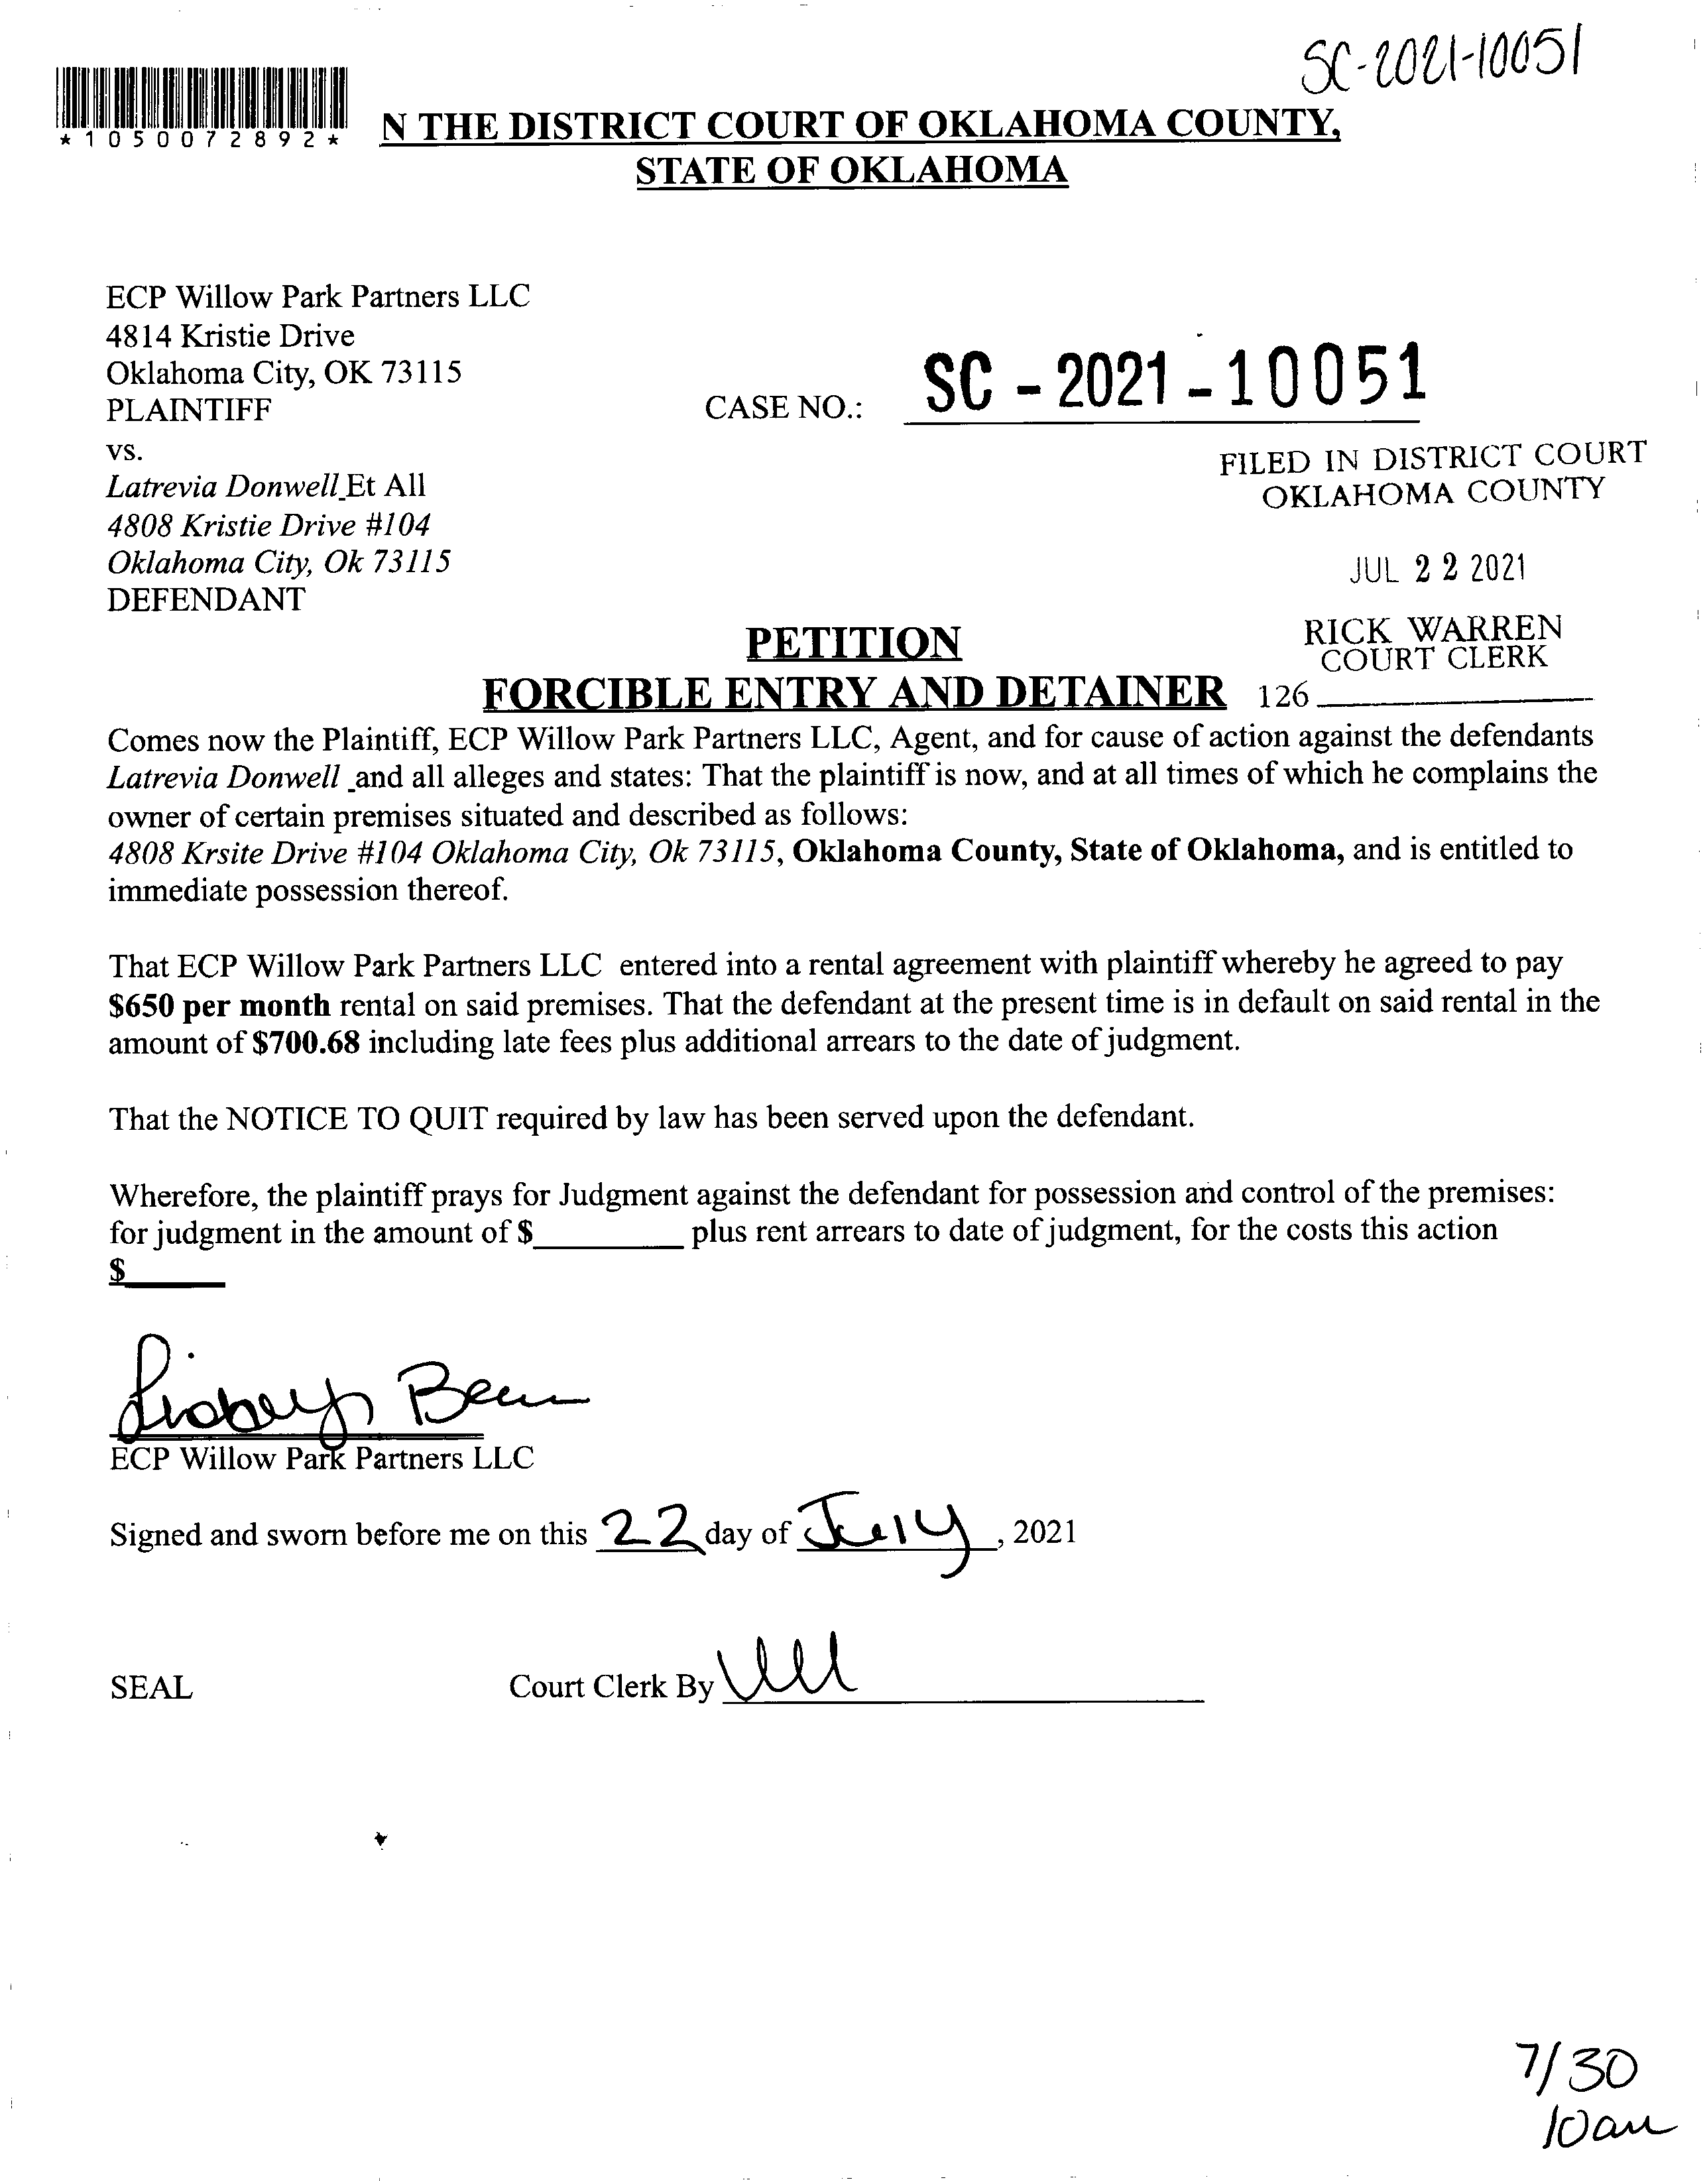 SC-2021-10051
*1050072892*
N THE DISTRICT COURT OF OKLAHOMA COUNTY,
STATE OF OKLAHOMA
ECP Willow Park Partners LLC
4814 Kristie Drive
Oklahoma City, OK 73115
PLAINTIFF
CASE NO.: SC - 2021 - 10051
vs.
Latrevia Donwell Et All
4808 Kristie Drive #104
Oklahoma City, Ok 73115
DEFENDANT
FILED IN DISTRICT COURT
OKLAHOMA COUNTY
JUL 22 2021
RICK WARREN
COURT CLERK
126
PETITION
FORCIBLE ENTRY AND DETAINER
Comes now the Plaintiff, ECP Willow Park Partners LLC, Agent, and for cause of action against the defendants
Latrevia Donwell _and all alleges and states: That the plaintiff is now, and at all times of which he complains the
owner of certain premises situated and described as follows:
4808 Krsite Drive #104 Oklahoma City, Ok 73115, Oklahoma County, State of Oklahoma, and is entitled to
immediate possession thereof.
That ECP Willow Park Partners LLC entered into a rental agreement with plaintiff whereby he agreed to pay
$650 per month rental on said premises. That the defendant at the present time is in default on said rental in the
amount of $700.68 including late fees plus additional arrears to the date of judgment.
That the NOTICE TO QUIT required by law has been served upon the defendant.
Wherefore, the plaintiff prays for Judgment against the defendant for possession and control of the premises:
for judgment in the amount of $_________ plus rent arrears to date of judgment, for the costs this action
$______
ECP Willow Park Partners LLC
Signed and sworn before me on this 22 day of July, 2021
SEAL Court Clerk By
7/30
10am